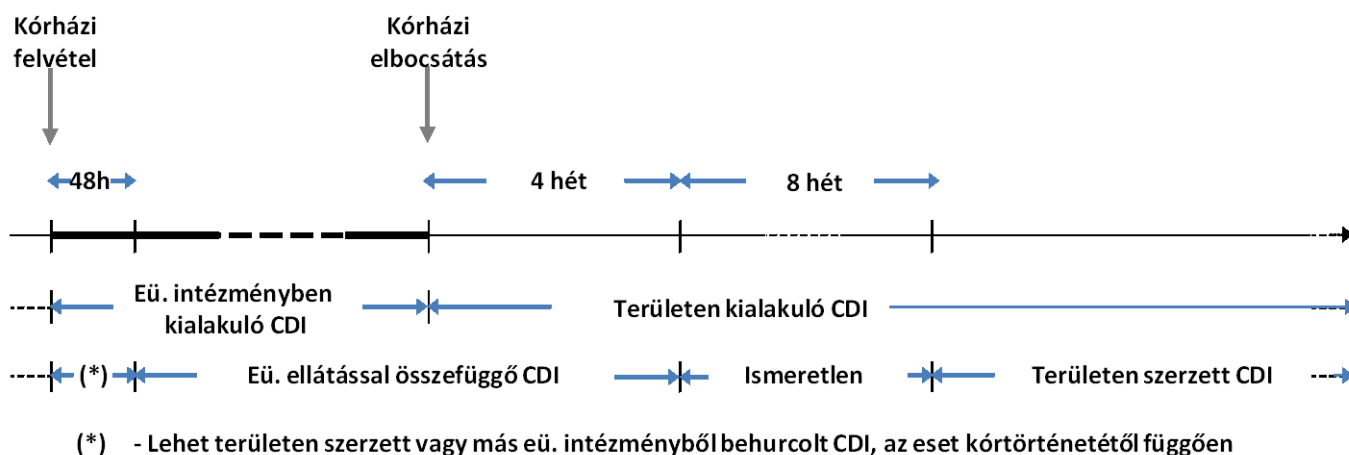 Kórházi
felvétel
Kórházi
elbocsátás
48h
4 hét
8 hét
Eü. intézményben
kialakuló CDI
Területen kialakuló CDI
(*)
Eü. ellátással összefüggő CDI
Ismeretlen
Területen szerzett CDI
(*) - Lehet területen szerzett vagy más eü. intézményből behurcolt CDI, az eset kórtörténetétől függően